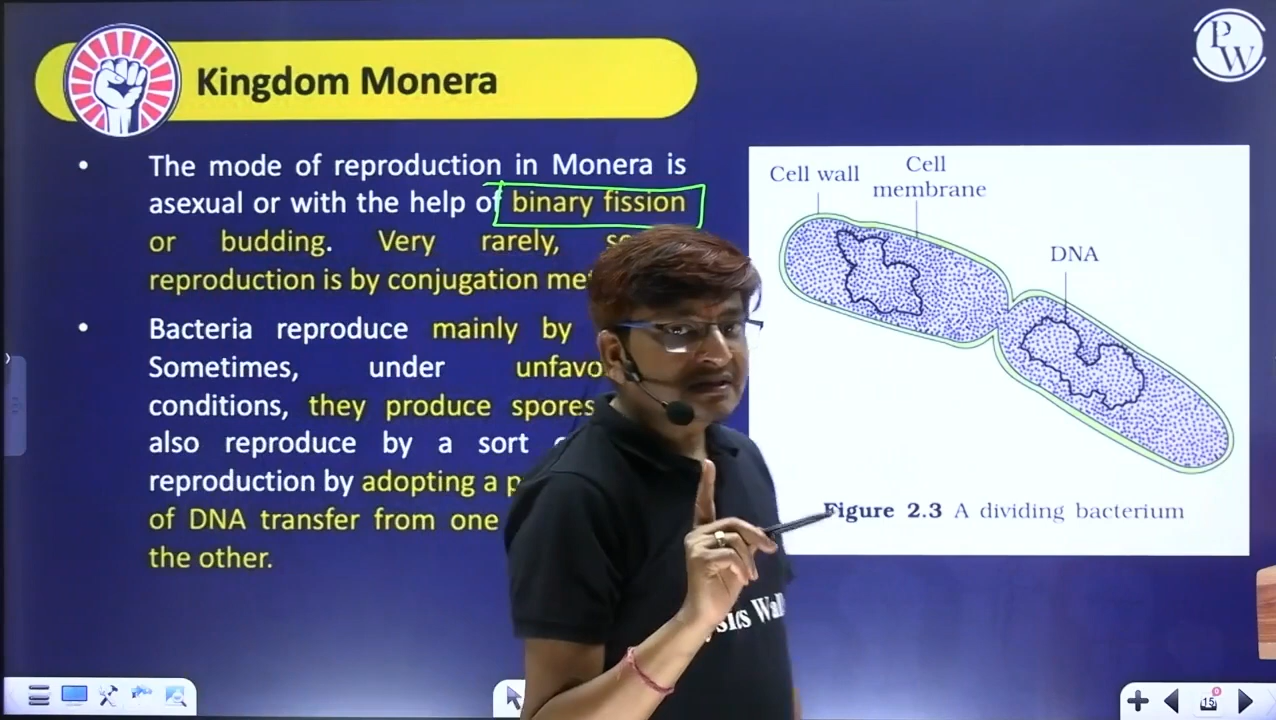 Kingdom Monera
PW
• The mode of reproduction in Monera is
asexual or with the help of binary fission
or budding. Very rarely,
reproduction is by conjugation
• Bacteria reproduce mainly by
Sometimes, under
conditions, they produce spores
also reproduce by a sort
reproduction by adopting a
of DNA transfer from one
the other.
Cell wall
Cell
membrane
DNA
Figure 2.3 A dividing bacterium
15